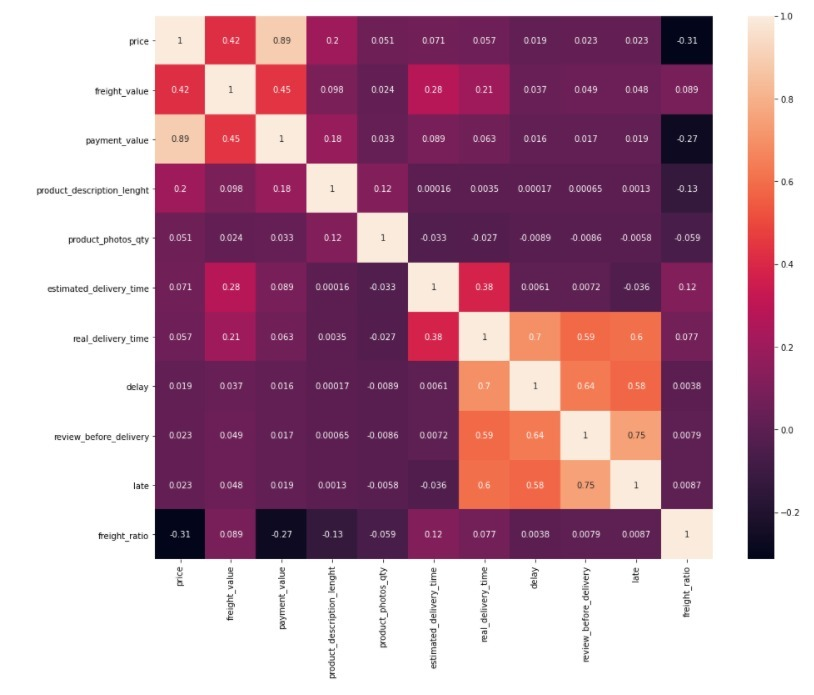 price 1 0.42 0.89 0.2 0.051 0.071 0.057 0.019 0.023 0.023 -0.31
freight_value 0.42 1 0.45 0.098 0.024 0.28 0.21 0.037 0.049 0.048 0.089
payment_value 0.89 0.45 1 0.18 0.033 0.089 0.063 0.016 0.017 0.019 -0.27
product_description_lenght 0.2 0.098 0.18 1 0.12 0.00016 0.0035 0.00017 0.00065 0.0013 -0.13
product_photos_qty 0.051 0.024 0.033 0.12 1 -0.033 -0.027 -0.0089 -0.0086 -0.0058 -0.059
estimated_delivery_time 0.071 0.28 0.089 0.00016 -0.033 1 0.38 0.0061 0.0072 -0.036 0.12
real_delivery_time 0.057 0.21 0.063 0.0035 -0.027 0.38 1 0.7 0.59 0.6 0.077
delay 0.019 0.037 0.016 0.00017 -0.0089 0.0061 0.7 1 0.64 0.58 0.0038
review_before_delivery 0.023 0.049 0.017 0.00065 -0.0086 0.0072 0.59 0.64 1 0.75 0.0079
late 0.023 0.048 0.019 0.0013 -0.0058 -0.036 0.6 0.58 0.75 1 0.0087
freight_ratio -0.31 0.089 -0.27 -0.13 -0.059 0.12 0.077 0.0038 0.0079 0.0087 1
price
freight_value
payment_value
product_description_lenght
product_photos_qty
estimated_delivery_time
real_delivery_time
delay
review_before_delivery
late
freight_ratio
1.0
0.8
0.6
0.4
0.2
0.0
-0.2